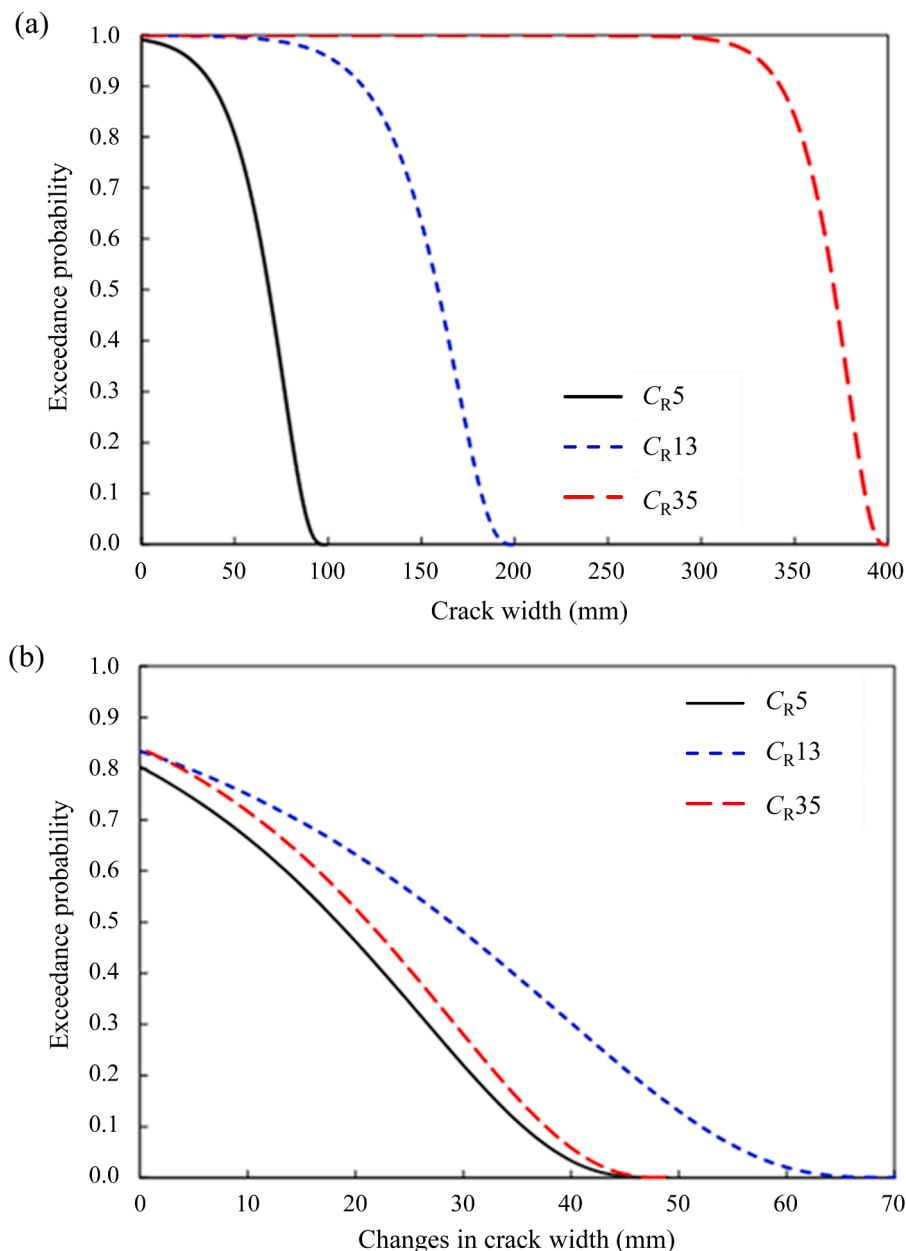 (a)
1.0
0.9
0.8
0.7
0.6
0.5
0.4
0.3
0.2
0.1
0.0
Exceedance probability
CR5
CR13
CR35
0 50 100 150 200 250 300 350 400
Crack width (mm)
(b)
1.0
0.9
0.8
0.7
0.6
0.5
0.4
0.3
0.2
0.1
0.0
Exceedance probability
CR5
CR13
CR35
0 10 20 30 40 50 60 70
Changes in crack width (mm)